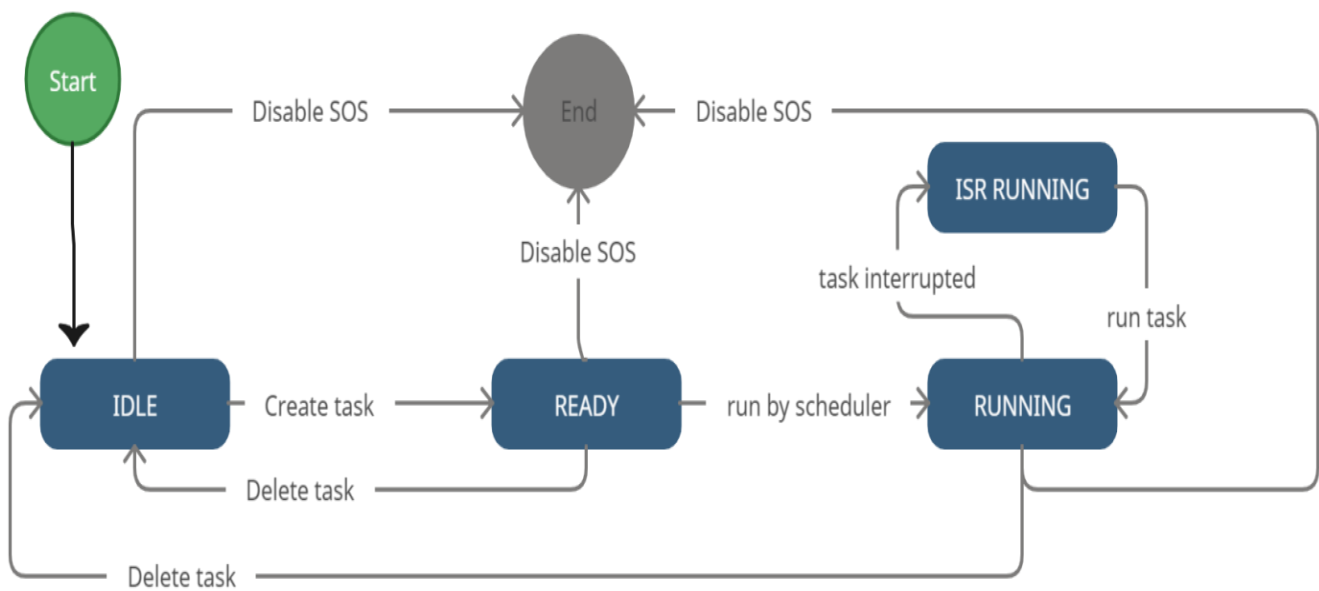 Start
Disable SOS
End
Disable SOS
ISR RUNNING
Disable SOS
task interrupted
run task
IDLE
Create task
READY
run by scheduler
RUNNING
Delete task
Delete task